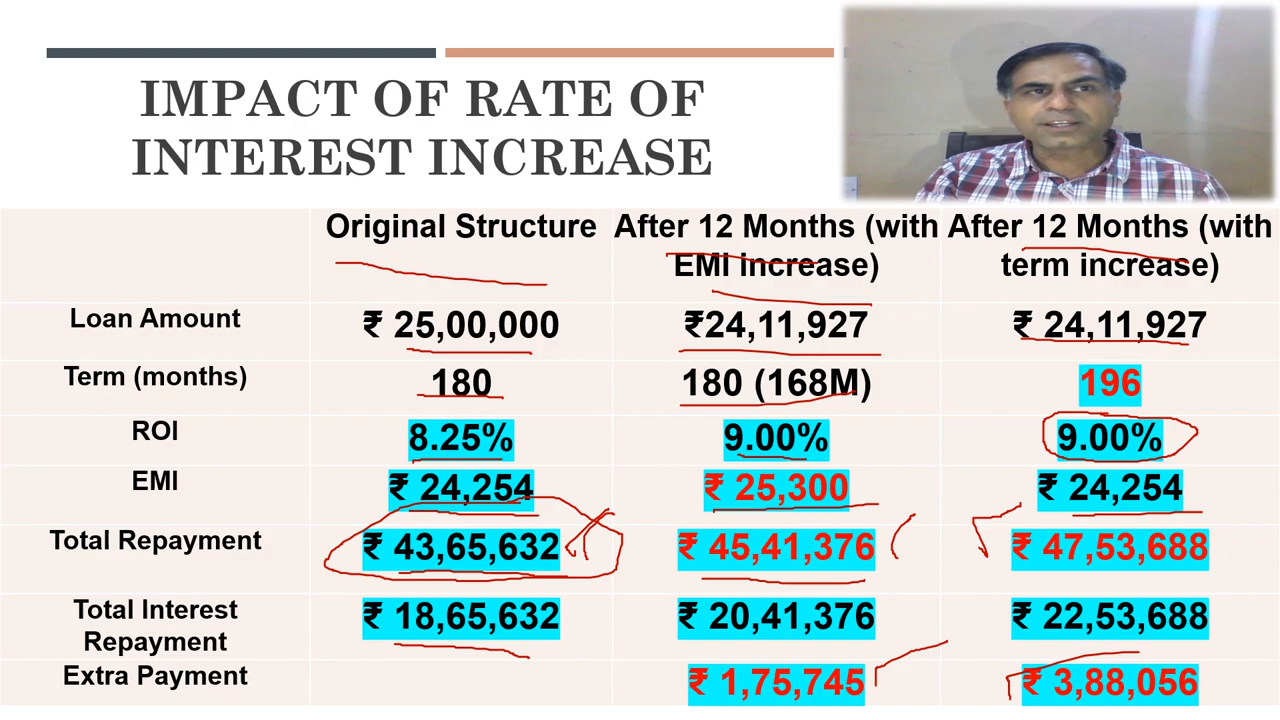 IMPACT OF RATE OF
INTEREST INCREASE
Original Structure
After 12 Months (with
EMI increase)
After 12 Months (with
term increase)
Loan Amount
₹ 25,00,000
₹24,11,927
₹ 24,11,927
Term (months)
180
180 (168M)
196
ROI
8.25%
9.00%
9.00%
EMI
₹ 24,254
₹ 25,300
₹ 24,254
Total Repayment
₹ 43,65,632
₹ 45,41,376
₹ 47,53,688
Total Interest
Repayment
₹ 18,65,632
₹ 20,41,376
₹ 22,53,688
Extra Payment
₹ 1,75,745
₹ 3,88,056